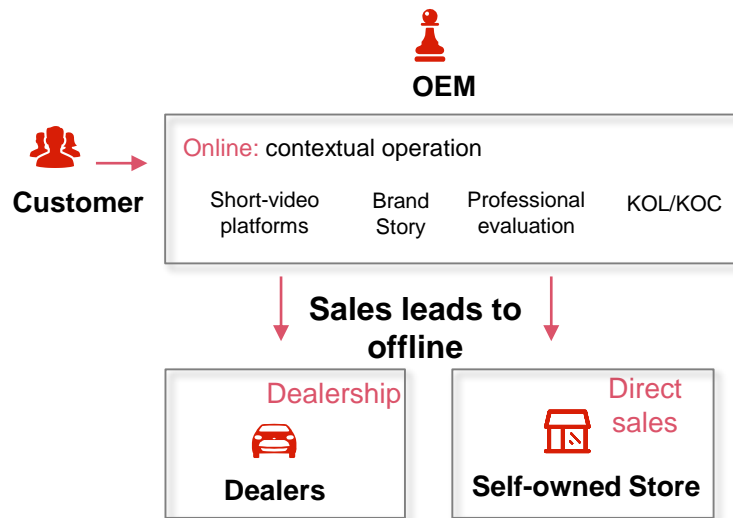 OEM
Customer
Online: contextual operation
Short-video
platforms
Brand
Story
Professional
evaluation
KOL/KOC
Sales leads to
offline
Dealership
Dealers
Direct
sales
Self-owned Store